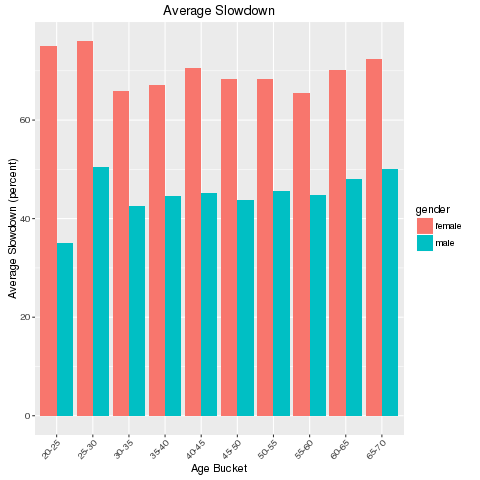 Average Slowdown
Average Slowdown (percent)
60
40
20
0
20-25
25-30
30-35
35-40
40-45
45-50
50-55
55-60
60-65
65-70
Age Bucket
gender
female
male